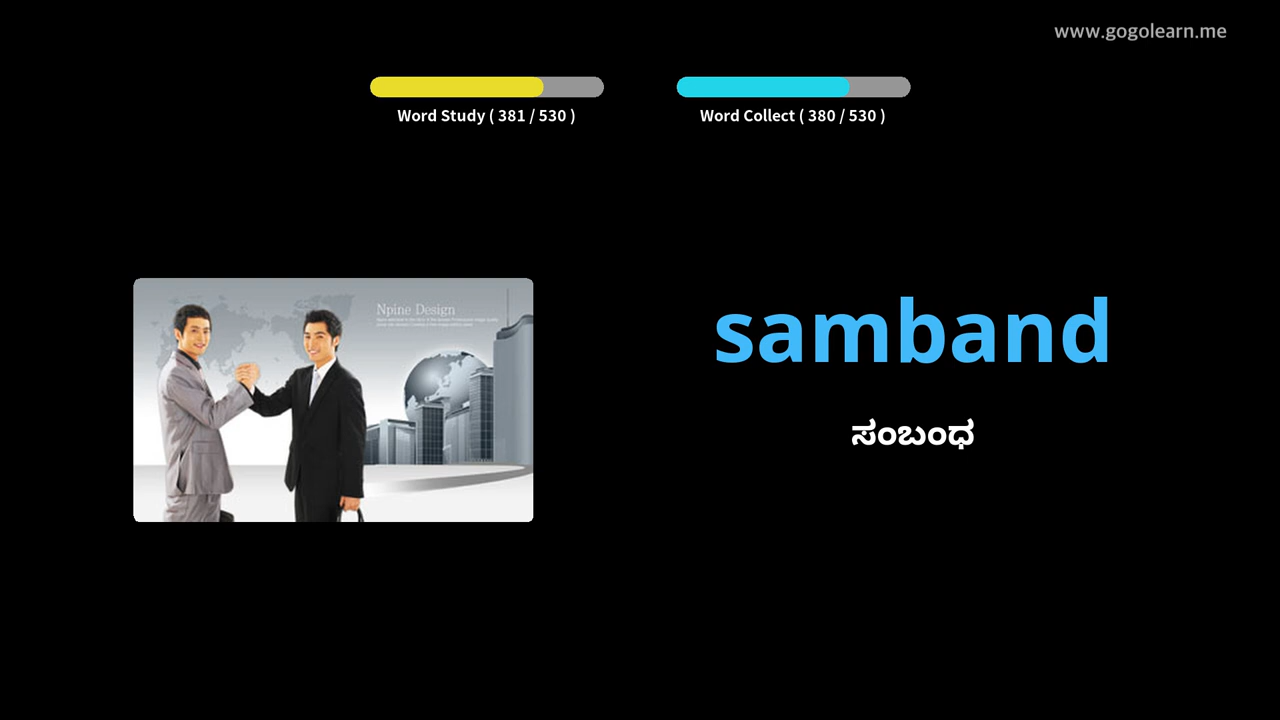 www.gogolearn.me
Word Study ( 381 / 530 )
Word Collect ( 380 / 530 )
Npine Design
samband
ಸಂಬಂಧ